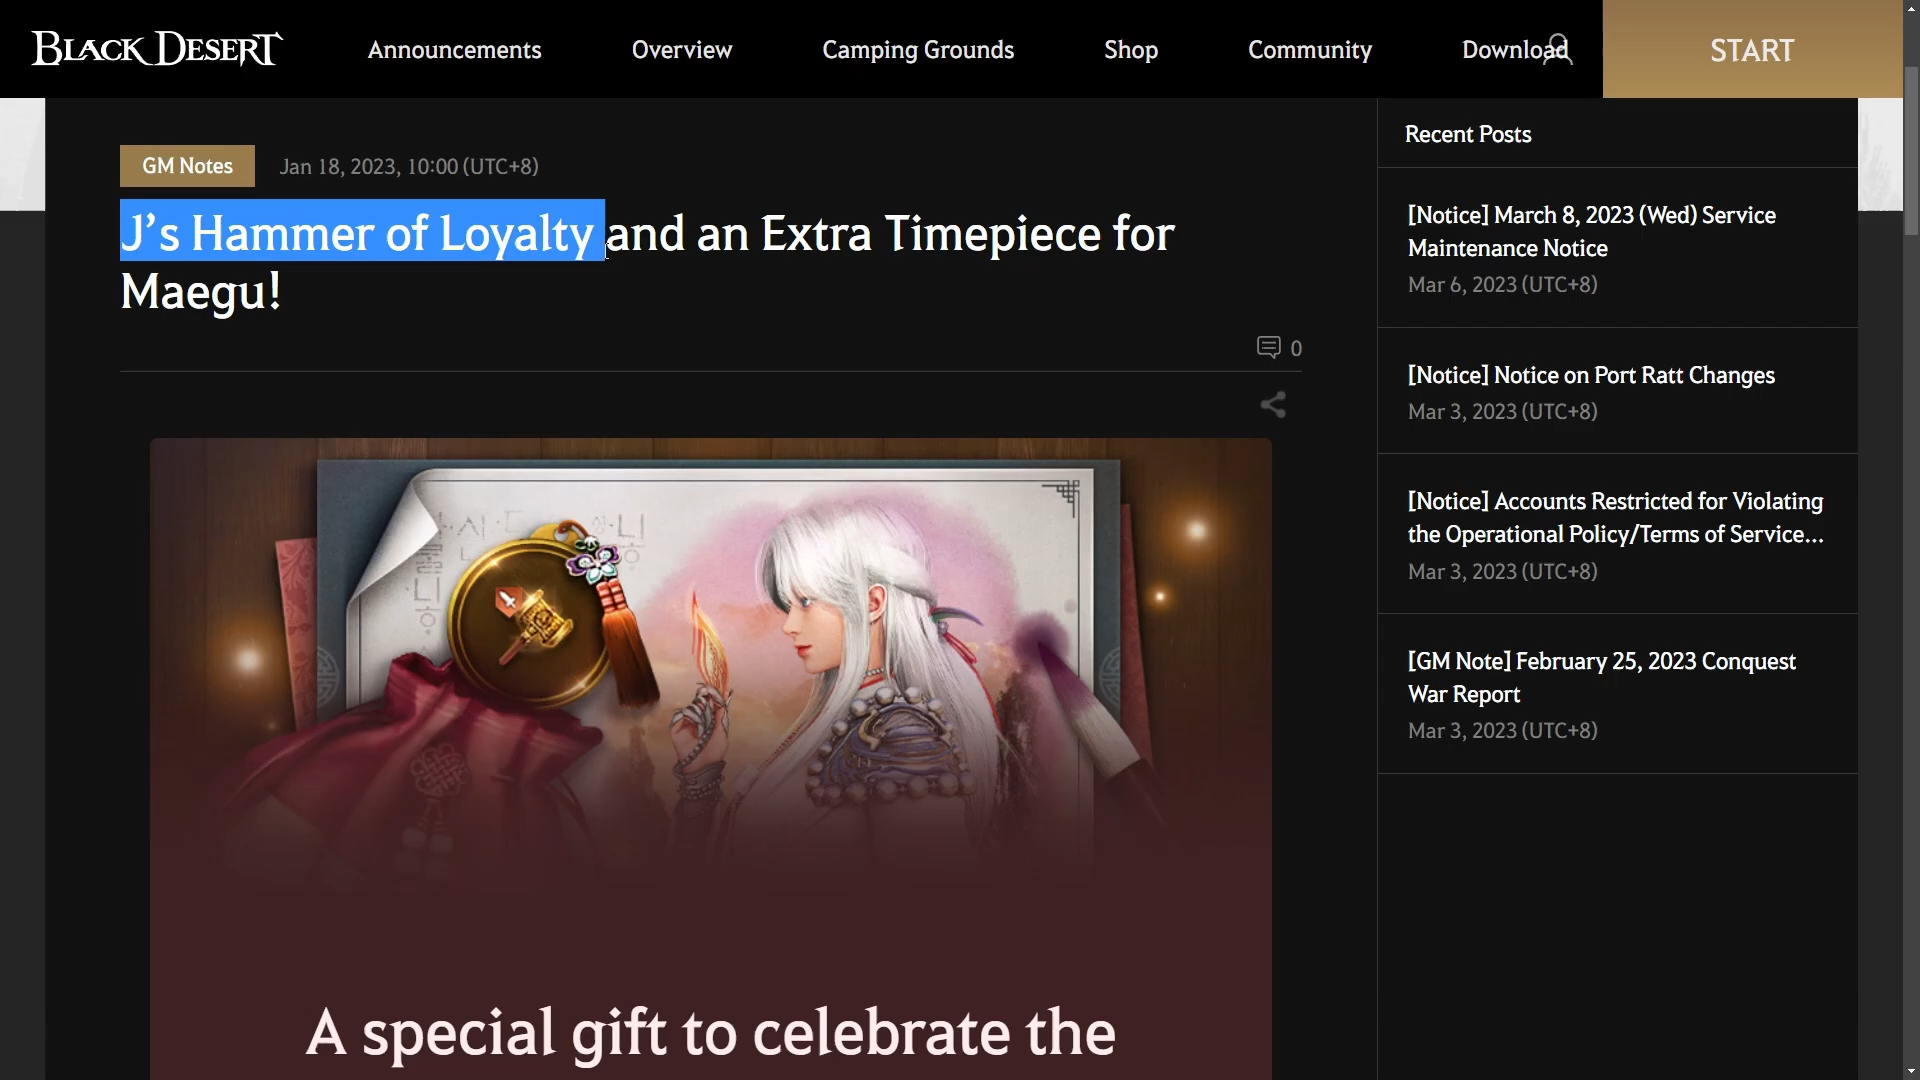 BLACK DESERT
Announcements
Overview
Camping Grounds
Shop
Community
Download
START
GM Notes
Jan 18, 2023, 10:00 (UTC+8)
J’s Hammer of Loyalty and an Extra Timepiece for
Maegu!
0
A special gift to celebrate the
Recent Posts
[Notice] March 8, 2023 (Wed) Service
Maintenance Notice
Mar 6, 2023 (UTC+8)
[Notice] Notice on Port Ratt Changes
Mar 3, 2023 (UTC+8)
[Notice] Accounts Restricted for Violating
the Operational Policy/Terms of Service...
Mar 3, 2023 (UTC+8)
[GM Note] February 25, 2023 Conquest
War Report
Mar 3, 2023 (UTC+8)